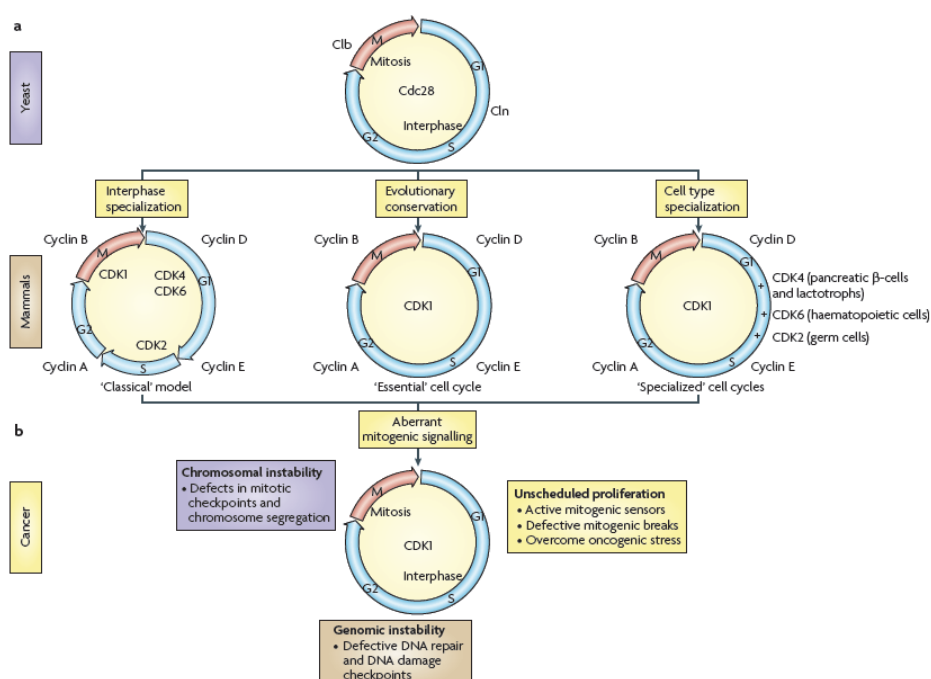 a
Yeast
Clb
M
Mitosis
G1
Cdc28
Cln
Interphase
G2
S
Interphase
specialization
Evolutionary
conservation
Cell type
specialization
Mammals
Cyclin B
Cyclin D
M
CDK1
CDK4
CDK6
G1
G2
CDK2
S
Cyclin A
Cyclin E
'Classical' model
Cyclin B
Cyclin D
M
G1
CDK1
G2
S
Cyclin A
Cyclin E
'Essential' cell cycle
Cyclin B
Cyclin D
M
G1
CDK1
+ CDK4 (pancreatic β-cells
and lactotrophs)
+ CDK6 (haematopoietic cells)
+ CDK2 (germ cells)
G2
S
Cyclin A
Cyclin E
'Specialized' cell cycles
b
Aberrant
mitogenic signalling
Cancer
Chromosomal instability
• Defects in mitotic
checkpoints and
chromosome segregation
M
Mitosis
G1
CDK1
Interphase
G2
S
Unscheduled proliferation
• Active mitogenic sensors
• Defective mitogenic breaks
• Overcome oncogenic stress
Genomic instability
• Defective DNA repair
and DNA damage
checkpoints